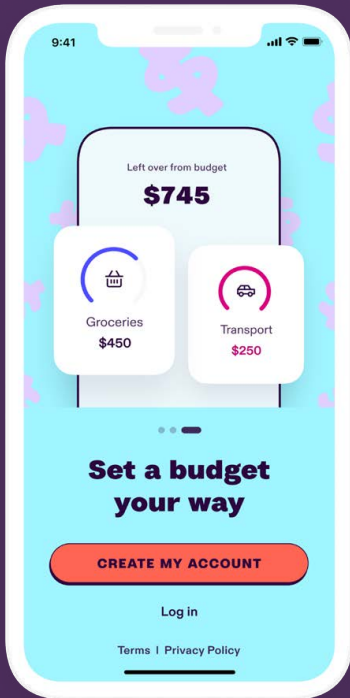 9:41
Left over from budget
$745
Groceries
$450
Transport
$250
Set a budget
your way
CREATE MY ACCOUNT
Log in
Terms | Privacy Policy